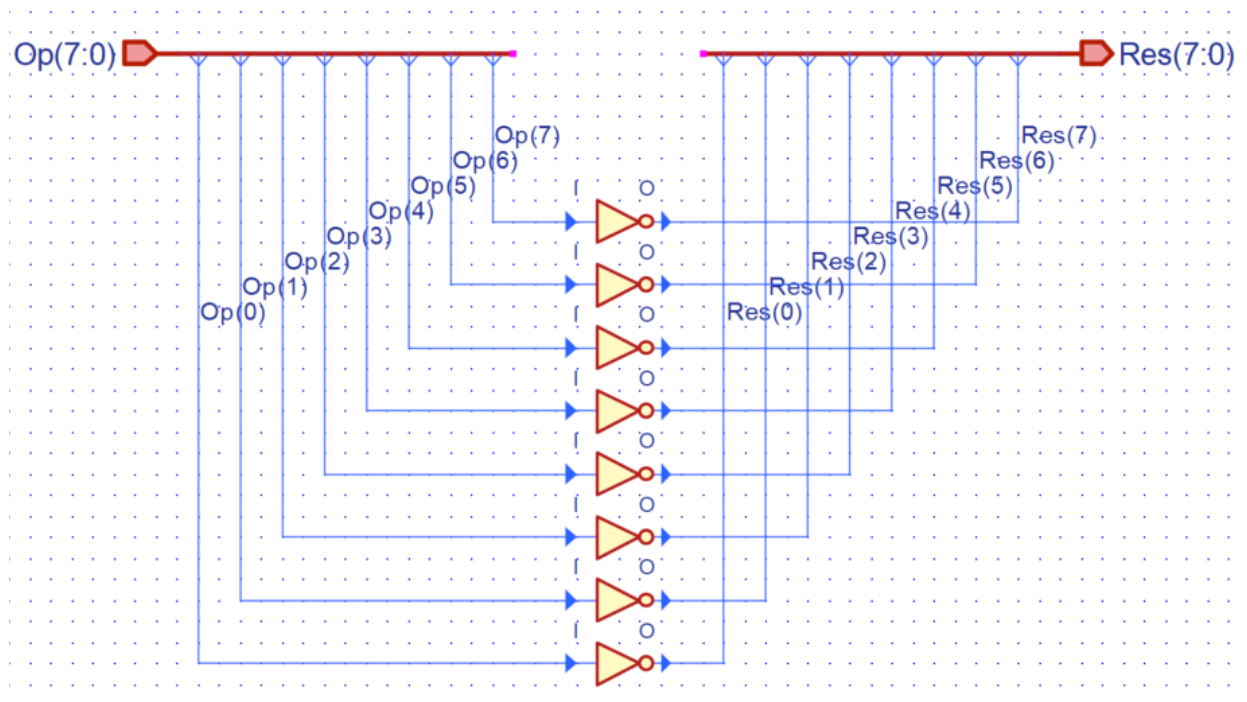 Op(7:0)
Res(7:0)
Op(7)
Res(7)
Op(6)
Res(6)
Op(5)
Res(5)
I O
Op(4)
Res(4)
Op(3)
Res(3)
I O
Op(2)
Res(2)
Op(1)
Res(1)
Op(0)
Res(0)
I O
I O
I O
I O
I O
I O